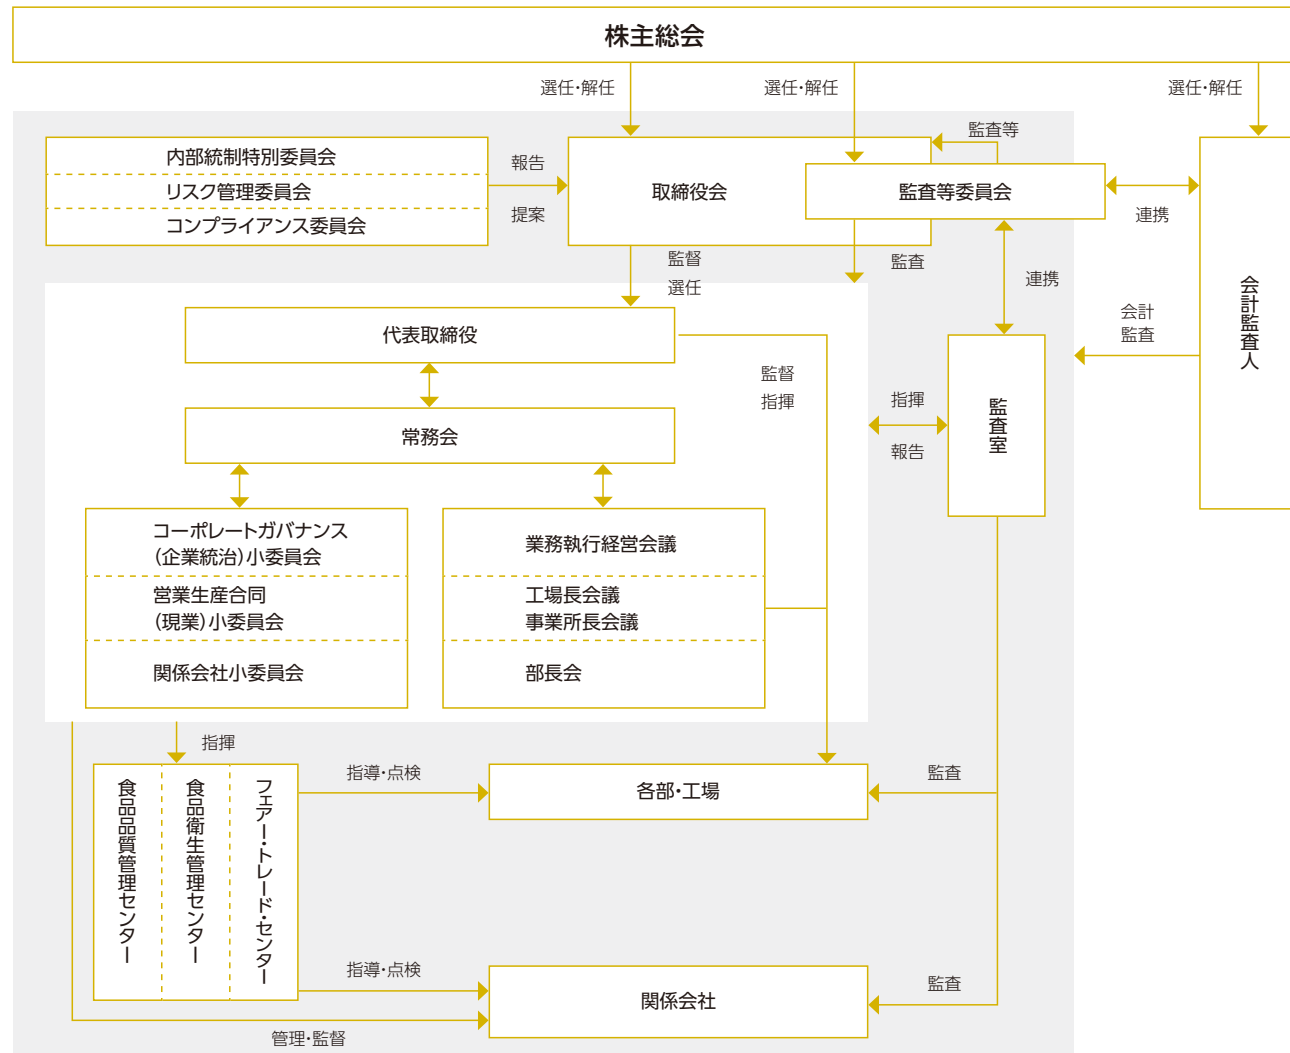 株主総会
選任・解任
選任・解任
選任・解任
内部統制特別委員会
リスク管理委員会
コンプライアンス委員会
報告
提案
取締役会
監査等
監査等委員会
連携
監督
選任
監査
連携
会計監査人
会計
監査
代表取締役
監督
指揮
常務会
指揮
報告
監査室
コーポレートガバナンス
(企業統治)小委員会
営業生産合同
(現業)小委員会
関係会社小委員会
業務執行経営会議
工場長会議
事業所長会議
部長会
指揮
食品品質管理センター
食品衛生管理センター
フェアー・トレード・センター
指導・点検
各部・工場
監査
指導・点検
関係会社
監査
管理・監督